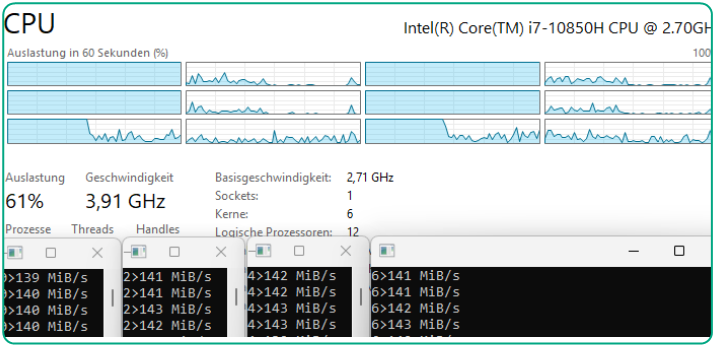 CPU
Intel(R) Core(TM) i7-10850H CPU @ 2.70GH
Auslastung in 60 Sekunden (%)
100
Auslastung Geschwindigkeit Basisgeschwindigkeit: 2,71 GHz
61% 3,91 GHz Sockets: 1
Kerne: 6
Prozesse Threads Handles Logische Prozessoren: 12
0>139 MiB/s 2>141 MiB/s 4>142 MiB/s 6>141 MiB/s
0>140 MiB/s 2>141 MiB/s 4>142 MiB/s 6>141 MiB/s
0>140 MiB/s 2>143 MiB/s 4>143 MiB/s 6>142 MiB/s
0>140 MiB/s 2>142 MiB/s 4>143 MiB/s 6>143 MiB/s